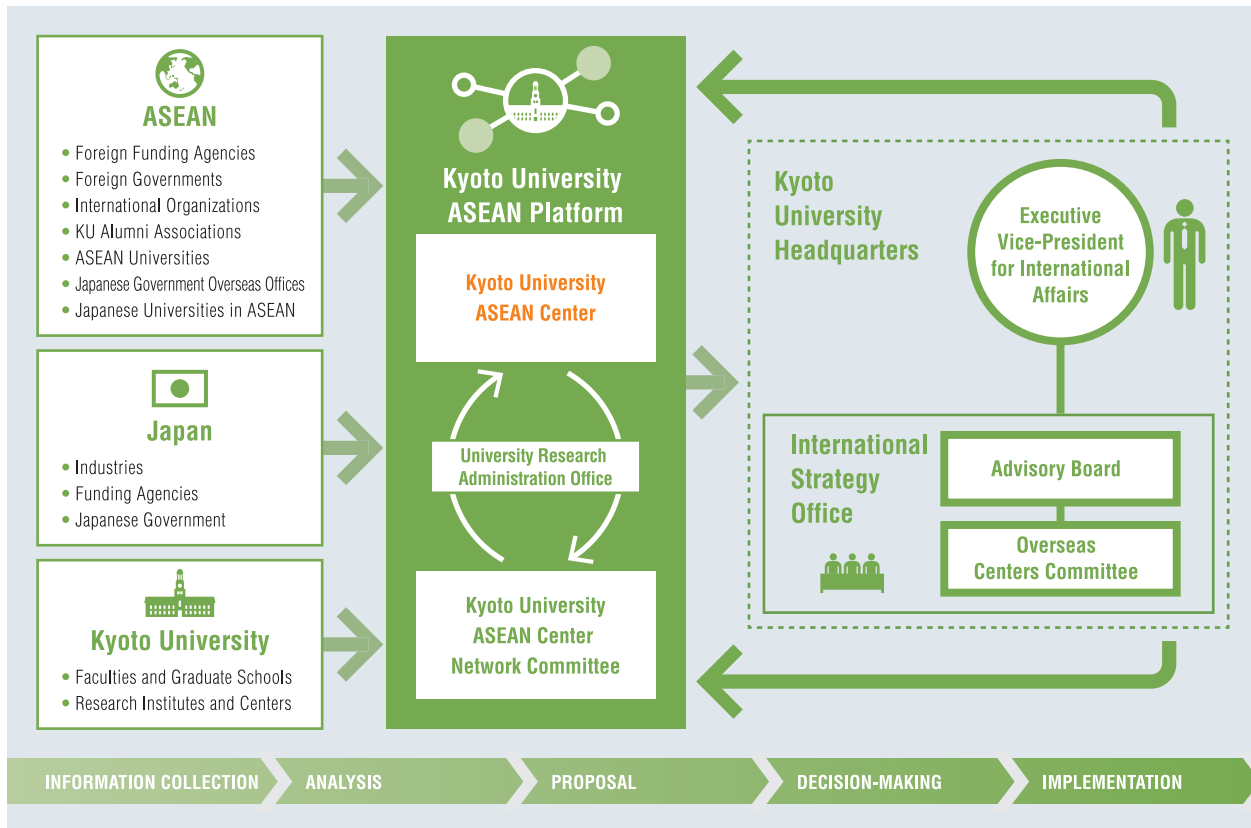 ASEAN
• Foreign Funding Agencies
• Foreign Governments
• International Organizations
• KU Alumni Associations
• ASEAN Universities
• Japanese Government Overseas Offices
• Japanese Universities in ASEAN
Japan
• Industries
• Funding Agencies
• Japanese Government
Kyoto University
• Faculties and Graduate Schools
• Research Institutes and Centers
Kyoto University
ASEAN Platform
Kyoto University
ASEAN Center
University Research
Administration Office
Kyoto University
ASEAN Center
Network Committee
Kyoto
University
Headquarters
Executive
Vice-President
for International
Affairs
International
Strategy
Office
Advisory Board
Overseas
Centers Committee
INFORMATION COLLECTION
ANALYSIS
PROPOSAL
DECISION-MAKING
IMPLEMENTATION